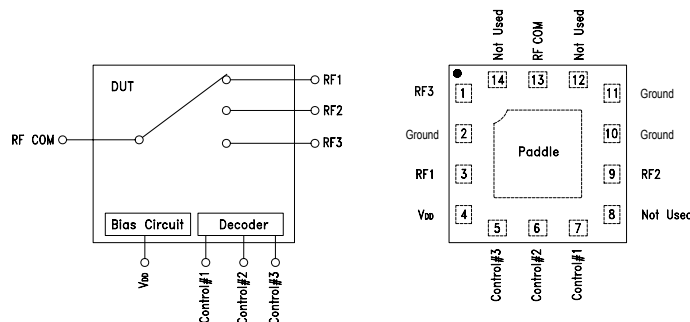 DUT
RF COM
RF1
RF2
RF3
Bias Circuit
Decoder
VDD
Control#1
Control#2
Control#3
Not Used
RF COM
Not Used
14
13
12
RF3
1
11
Ground
Ground
2
10
Ground
Paddle
RF1
3
9
RF2
VDD
4
8
Not Used
5
6
7
Control#3
Control#2
Control#1